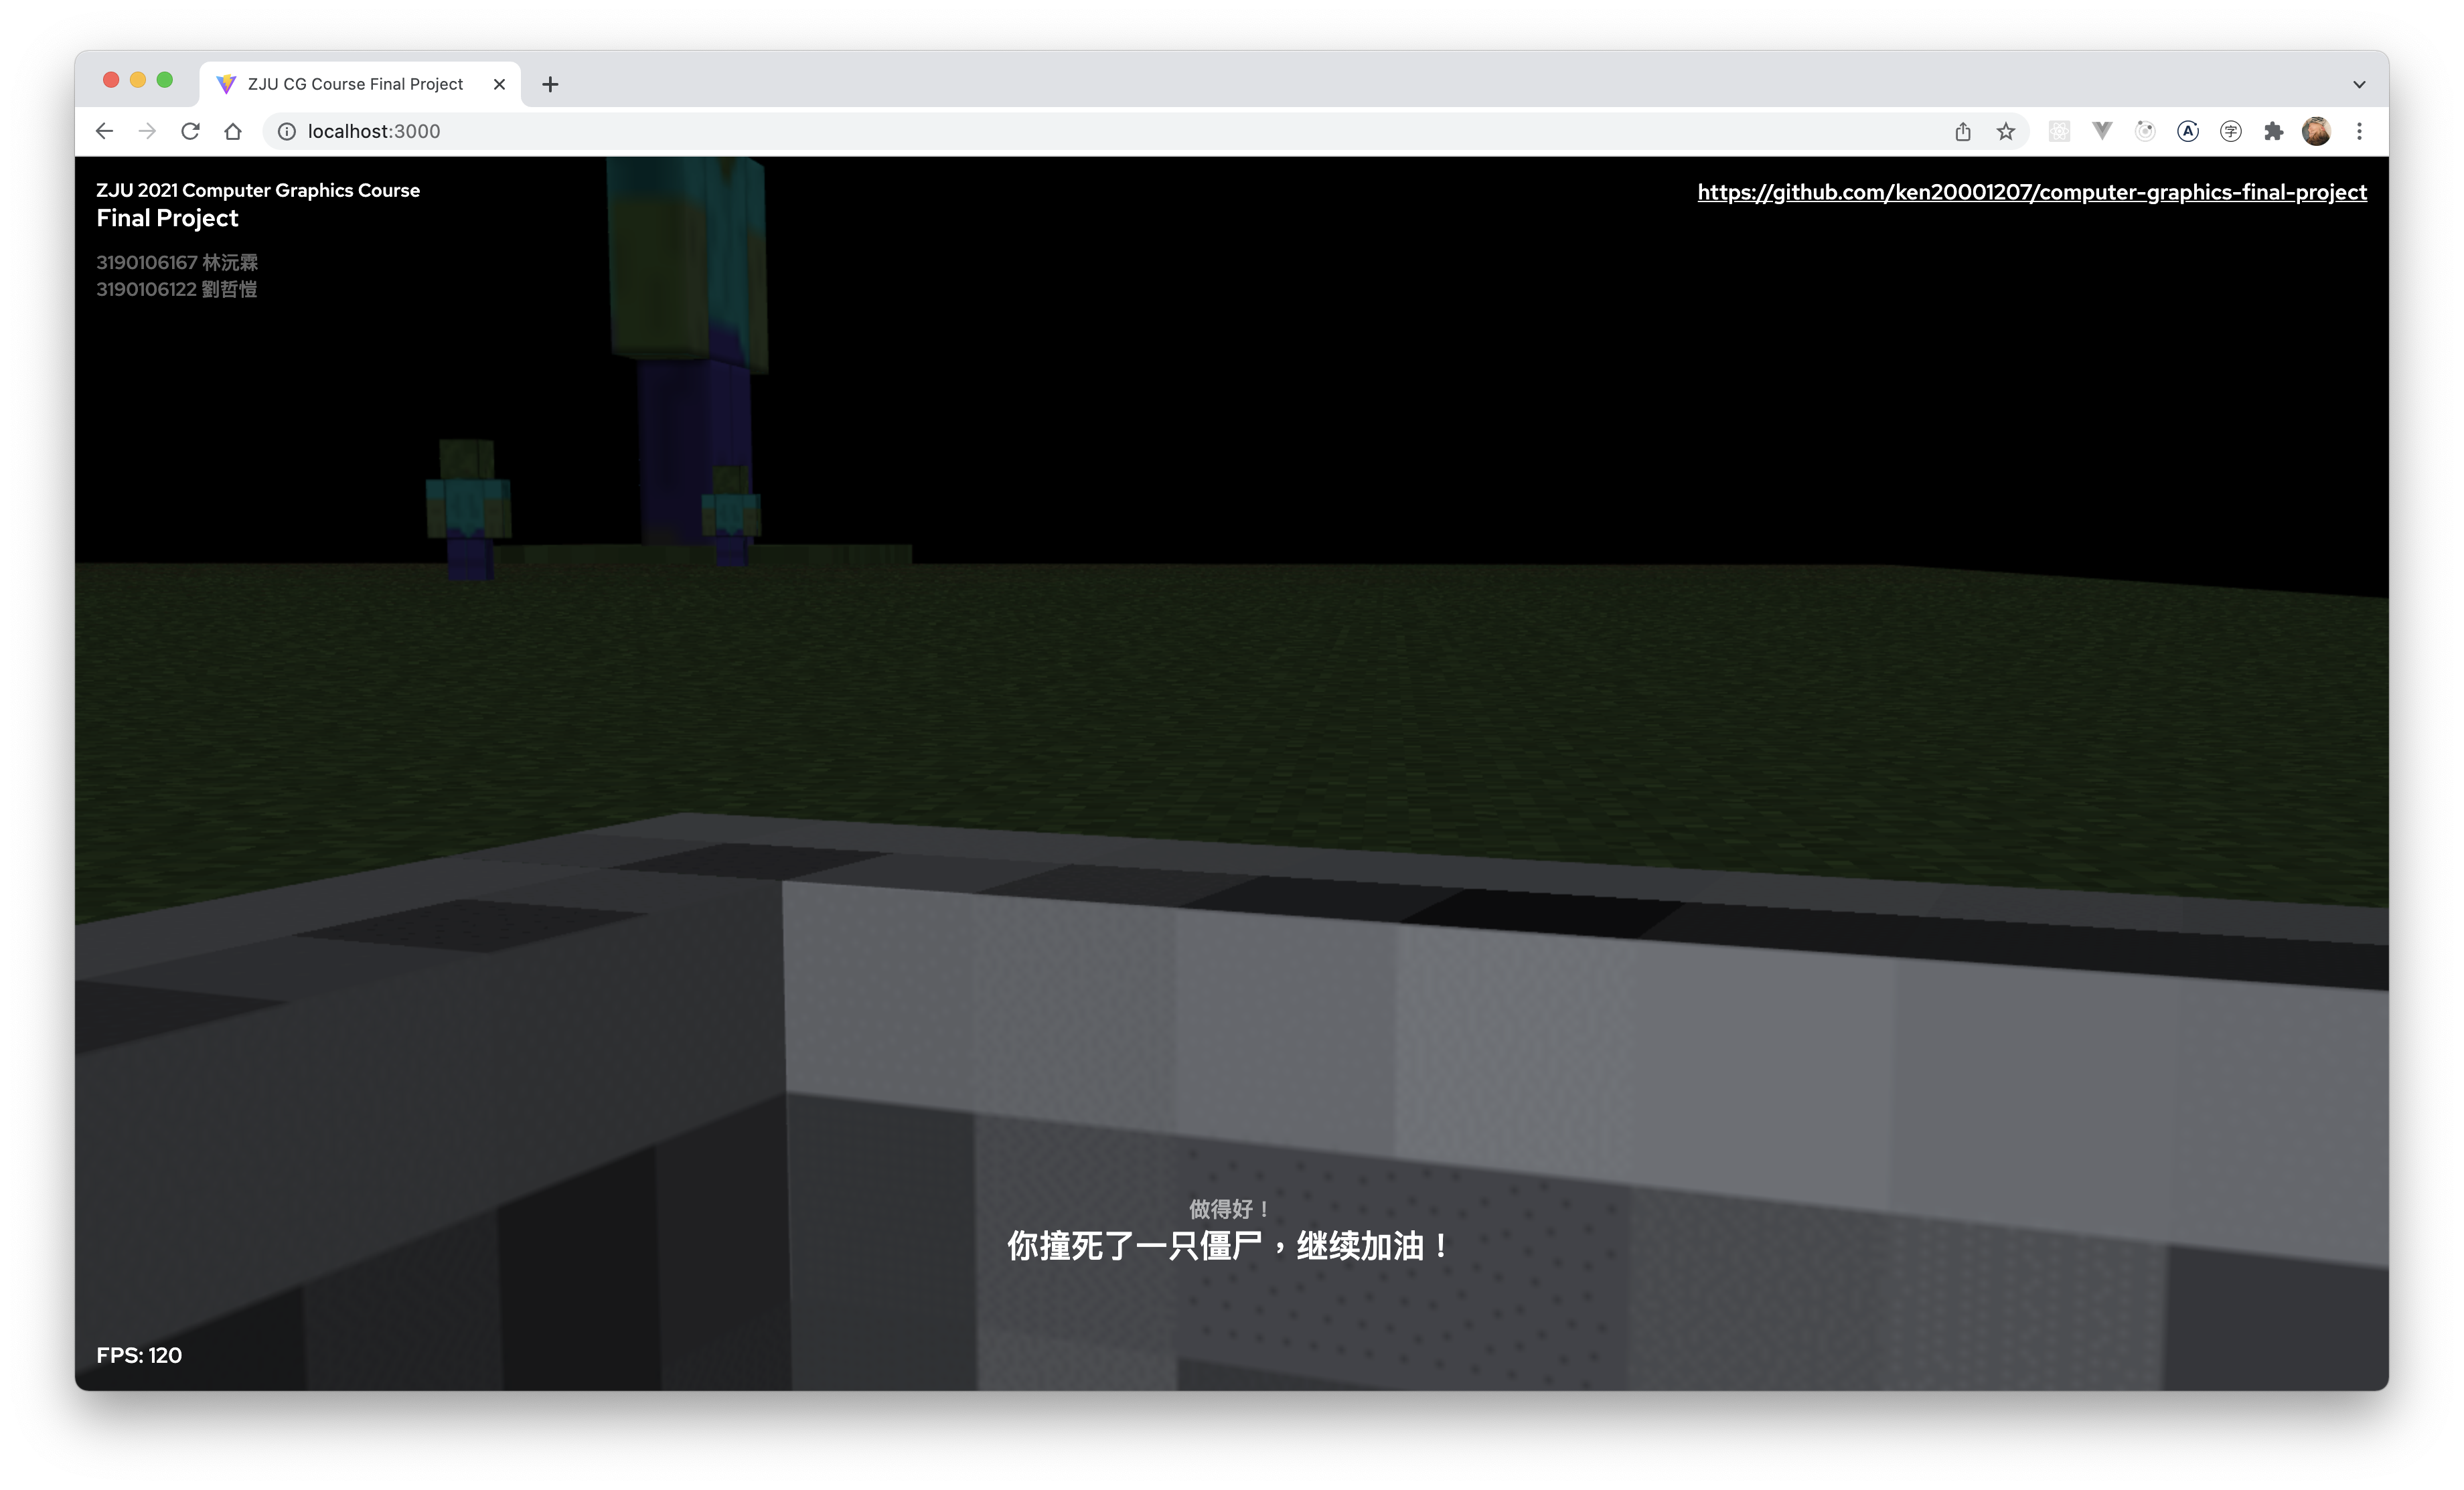 ZJU CG Course Final Project
localhost:3000
ZJU 2021 Computer Graphics Course
Final Project
https://github.com/ken20001207/computer-graphics-final-project
3190106167 林沅霖
3190106122 劉哲愷
做得好！
你撞死了一只僵尸，继续加油！
FPS: 120